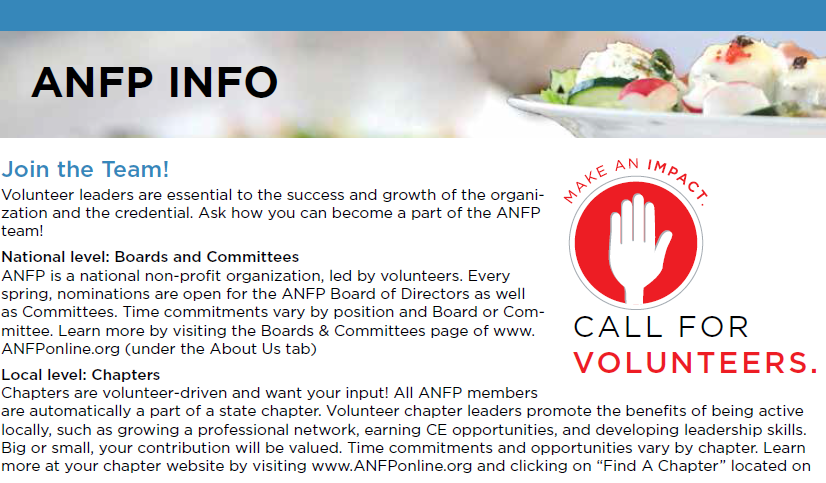 ANFP INFO
Join the Team!
Volunteer leaders are essential to the success and growth of the organi-
zation and the credential. Ask how you can become a part of the ANFP
team!
National level: Boards and Committees
ANFP is a national non-profit organization, led by volunteers. Every
spring, nominations are open for the ANFP Board of Directors as well
as Committees. Time commitments vary by position and Board or Com-
mittee. Learn more by visiting the Boards & Committees page of www.
ANFPonline.org (under the About Us tab)
MAKE AN IMPACT.
CALL FOR
VOLUNTEERS.
Local level: Chapters
Chapters are volunteer-driven and want your input! All ANFP members
are automatically a part of a state chapter. Volunteer chapter leaders promote the benefits of being active
locally, such as growing a professional network, earning CE opportunities, and developing leadership skills.
Big or small, your contribution will be valued. Time commitments and opportunities vary by chapter. Learn
more at your chapter website by visiting www.ANFPonline.org and clicking on “Find A Chapter” located on